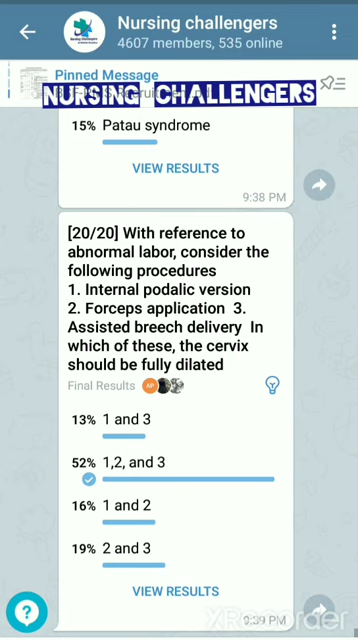 Nursing challengers
4607 members, 535 online
Pinned Message
NURSING CHALLENGERS
15% Patau syndrome
VIEW RESULTS
9:38 PM
[20/20] With reference to
abnormal labor, consider the
following procedures
1. Internal podalic version
2. Forceps application 3.
Assisted breech delivery In
which of these, the cervix
should be fully dilated
Final Results AP
13% 1 and 3
52% 1,2, and 3
16% 1 and 2
19% 2 and 3
VIEW RESULTS
9:39 PM
XRecorder